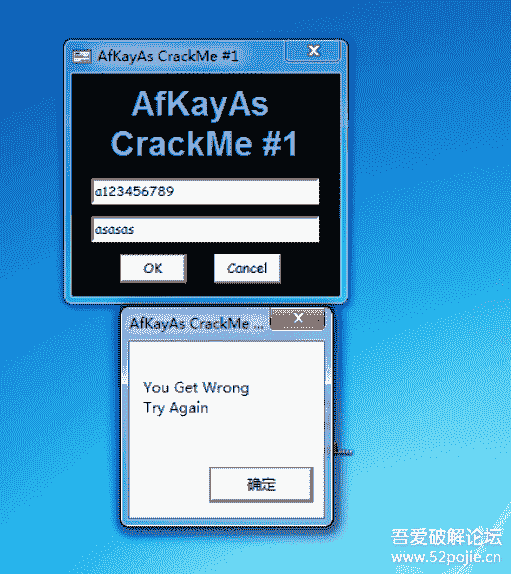 AfKayAs CrackMe #1
AfKayAs
CrackMe #1
a123456789
asasas
OK Cancel
AfKayAs CrackMe ...
You Get Wrong
Try Again
确定
吾爱破解论坛
www.52pojie.cn